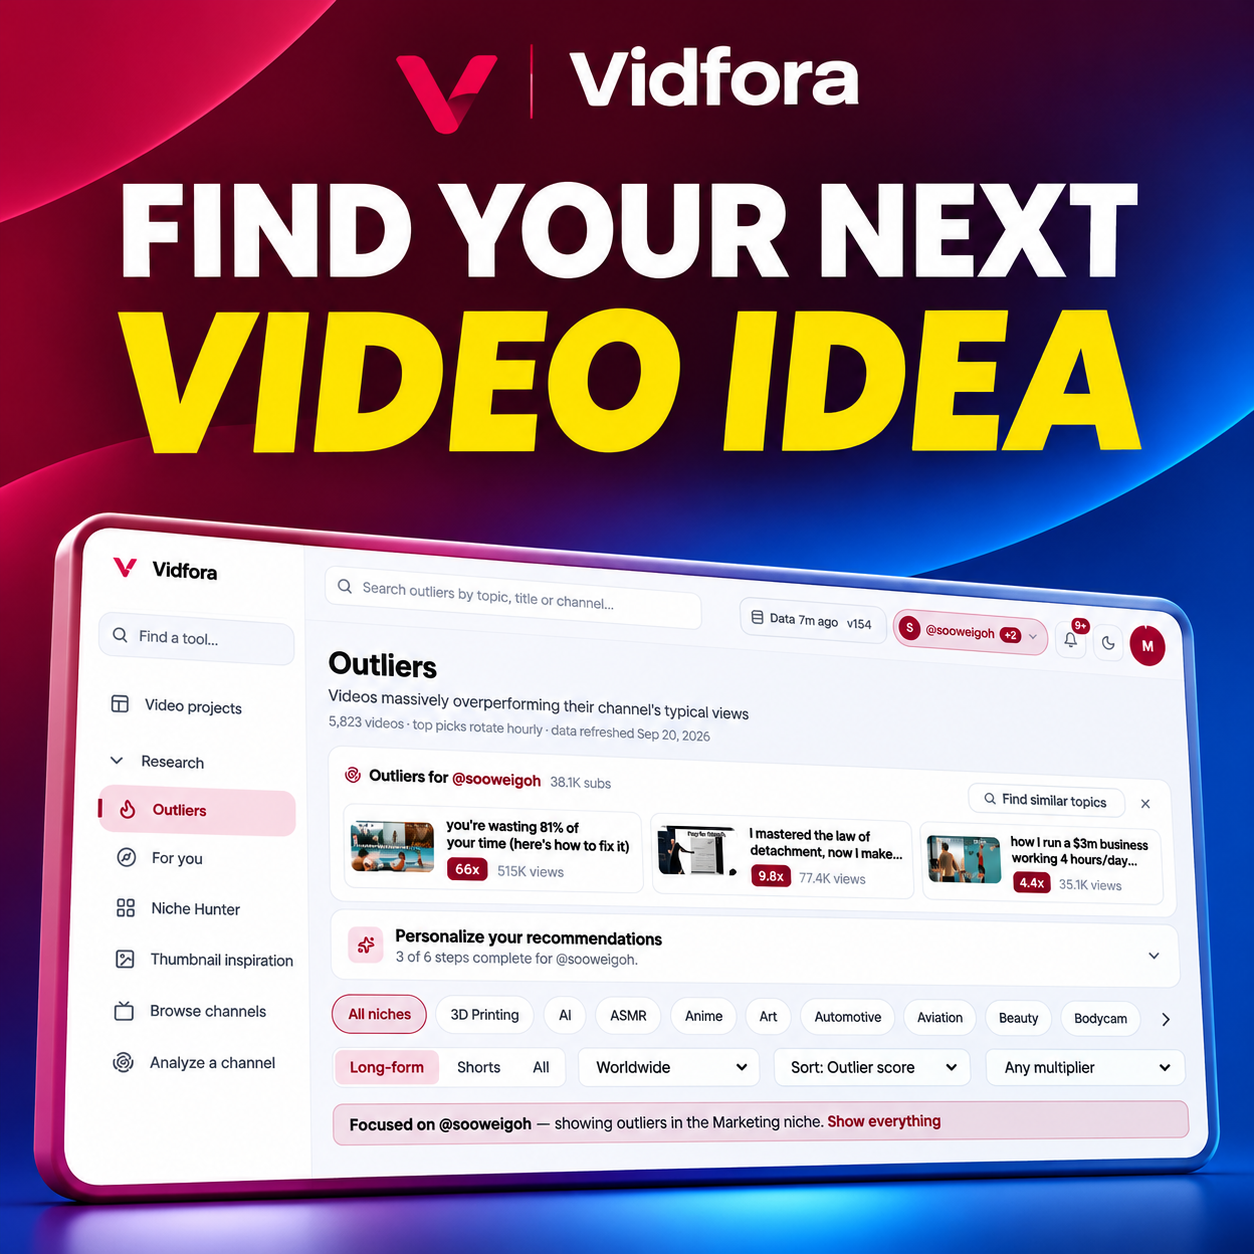 Vidfora
FIND YOUR NEXT
VIDEO IDEA
Vidfora
Find a tool...
Video projects
Research
Outliers
For you
Niche Hunter
Thumbnail inspiration
Browse channels
Analyze a channel
Search outliers by topic, title or channel...
Data 7m ago v154
S @sooweigoh +2
9+
M
Outliers
Videos massively overperforming their channel's typical views
5,823 videos · top picks rotate hourly · data refreshed Sep 20, 2026
Outliers for @sooweigoh 38.1K subs
Find similar topics
you're wasting 81% of
your time (here's how to fix it)
66x 515K views
I mastered the law of
detachment, now I make...
9.8x 77.4K views
how I run a $3m business
working 4 hours/day...
4.4x 35.1K views
Personalize your recommendations
3 of 6 steps complete for @sooweigoh.
All niches 3D Printing AI ASMR Anime Art Automotive Aviation Beauty Bodycam
Long-form Shorts All Worldwide Sort: Outlier score Any multiplier
Focused on @sooweigoh — showing outliers in the Marketing niche. Show everything